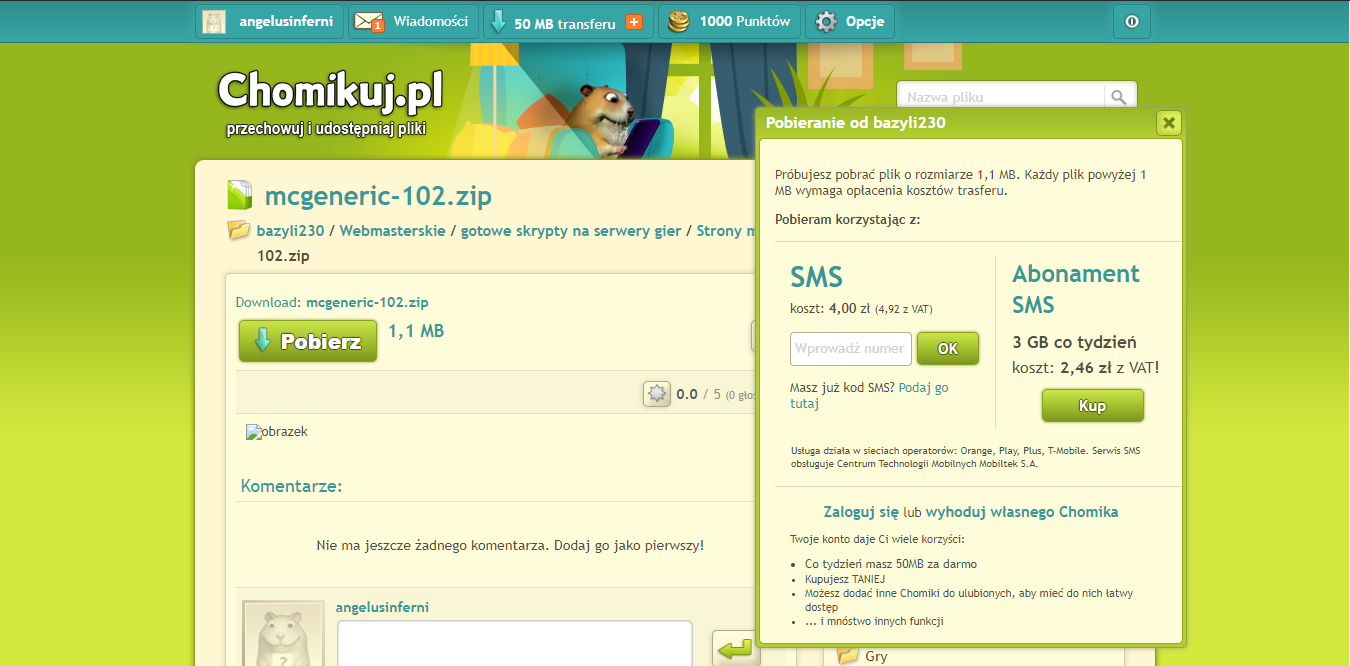 angelusinferni
1
Wiadomości
50 MB transferu
1000 Punktów
Opcje
Chomikuj.pl
przechowuj i udostępniaj pliki
Nazwa pliku
mcgeneric-102.zip
bazyli230 / Webmasterskie / gotowe skrypty na serwery gier / Strony
102.zip
Download: mcgeneric-102.zip
Pobierz
1,1 MB
0.0 / 5 (0
obrazek
Komentarze:
Nie ma jeszcze żadnego komentarza. Dodaj go jako pierwszy!
angelusinferni
?
Pobieranie od bazyli230
Próbujesz pobrać plik o rozmiarze 1,1 MB. Każdy plik powyżej 1
MB wymaga opłacenia kosztów trasferu.
Pobieram korzystając z:
SMS
koszt: 4,00 zł (4,92 z VAT)
Wprowadź numer
OK
Masz już kod SMS? Podaj go
tutaj
Abonament
SMS
3 GB co tydzień
koszt: 2,46 zł z VAT!
Kup
Usługa działa w sieciach operatorów: Orange, Play, Plus, T-Mobile. Serwis SMS
obsługuje Centrum Technologii Mobilnych Mobiltek S.A.
Zaloguj się lub wyhoduj własnego Chomika
Twoje konto daje Ci wiele korzyści:
• Co tydzień masz 50MB za darmo
• Kupujesz TANIEJ
• Możesz dodać inne Chomiki do ulubionych, aby mieć do nich łatwy
dostęp
• ... i mnóstwo innych funkcji
Gry